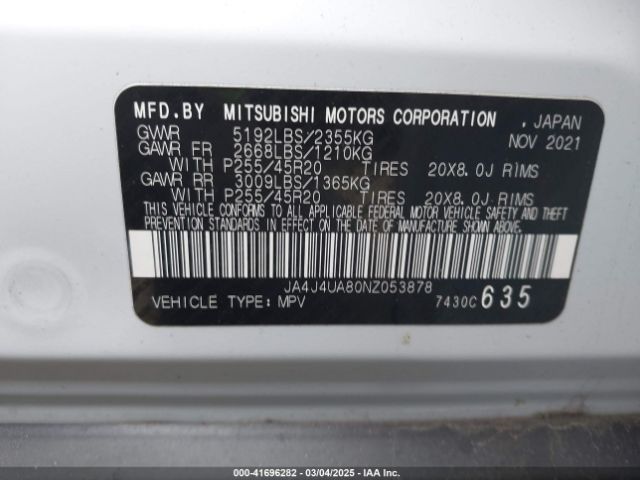 MFD.BY MITSUBISHI MOTORS CORPORATION . JAPAN
GVWR 5192LBS/2355KG NOV 2021
GAWR FR 2668LBS/1210KG
WITH P255/45R20 TIRES 20X8.0J RIMS
GAWR RR 3009LBS/1365KG
WITH P255/45R20 TIRES 20X8.0J RIMS
THIS VEHICLE CONFORMS TO ALL APPLICABLE FEDERAL MOTOR VEHICLE SAFETY AND THEFT
PREVENTION STANDARDS IN EFFECT ON THE DATE OF MANUFACTURE SHOWN ABOVE.
JA4J4UA80NZ053878
VEHICLE TYPE: MPV 7430C 635
000-41696282 - 03/04/2025 - IAA Inc.